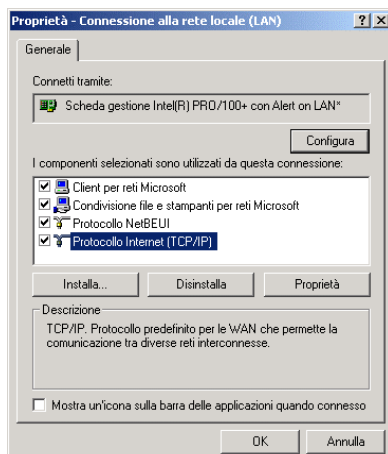 Proprietà - Connessione alla rete locale (LAN)
Generale
Connetti tramite:
Scheda gestione Intel(R) PRO/100+ con Alert on LAN*
Configura
I componenti selezionati sono utilizzati da questa connessione:
Client per reti Microsoft
Condivisione file e stampanti per reti Microsoft
Protocollo NetBEUI
Protocollo Internet (TCP/IP)
Installa... Disinstalla Proprietà
Descrizione
TCP/IP. Protocollo predefinito per le WAN che permette la
comunicazione tra diverse reti interconnesse.
Mostra un'icona sulla barra delle applicazioni quando connesso
OK Annulla